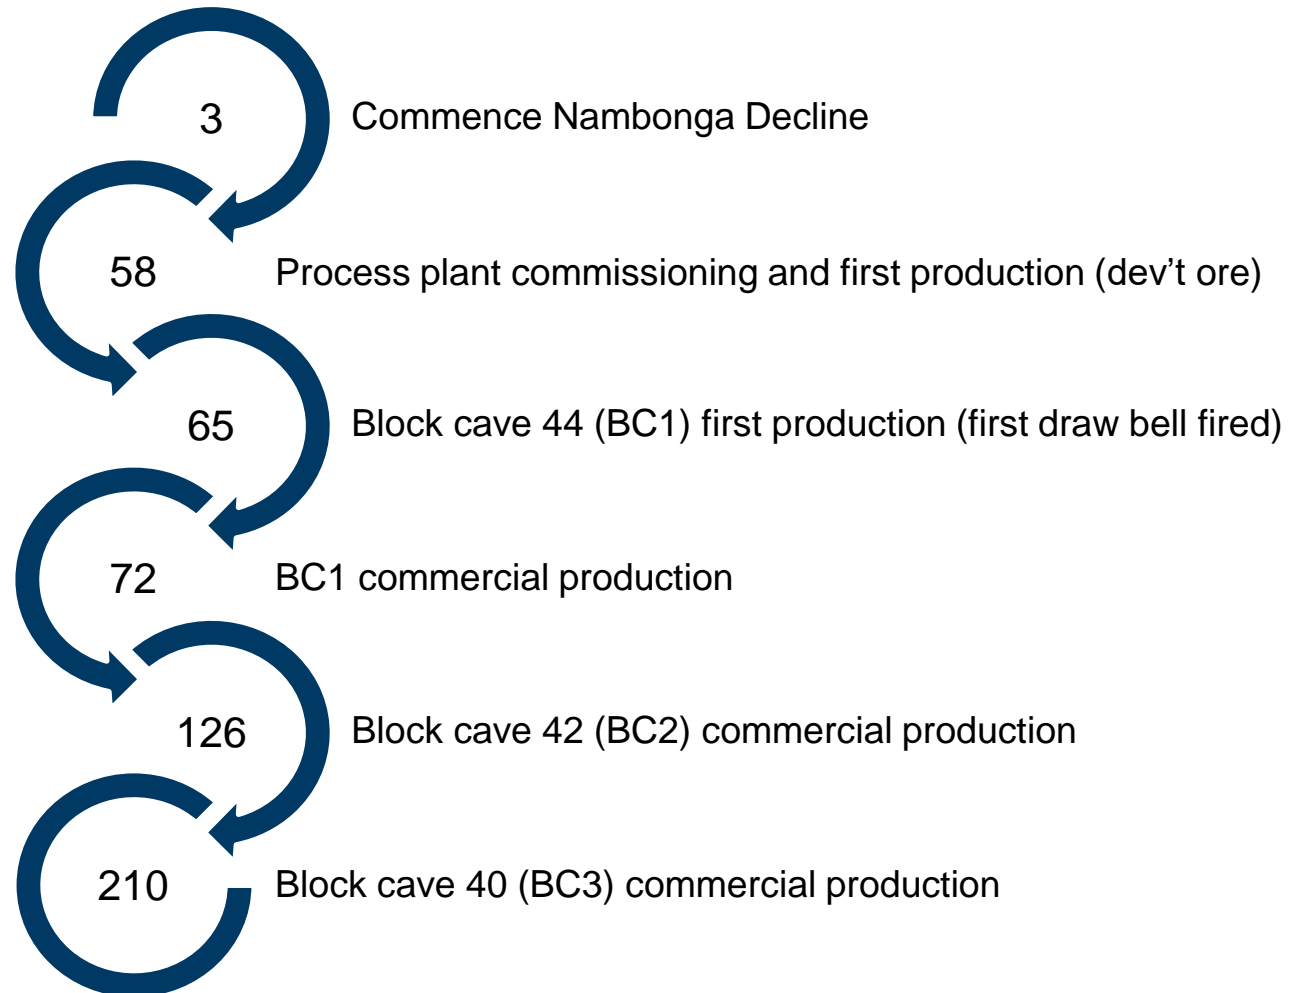 3
Commence Nambonga Decline
58
Process plant commissioning and first production (dev’t ore)
65
Block cave 44 (BC1) first production (first draw bell fired)
72
BC1 commercial production
126
Block cave 42 (BC2) commercial production
210
Block cave 40 (BC3) commercial production